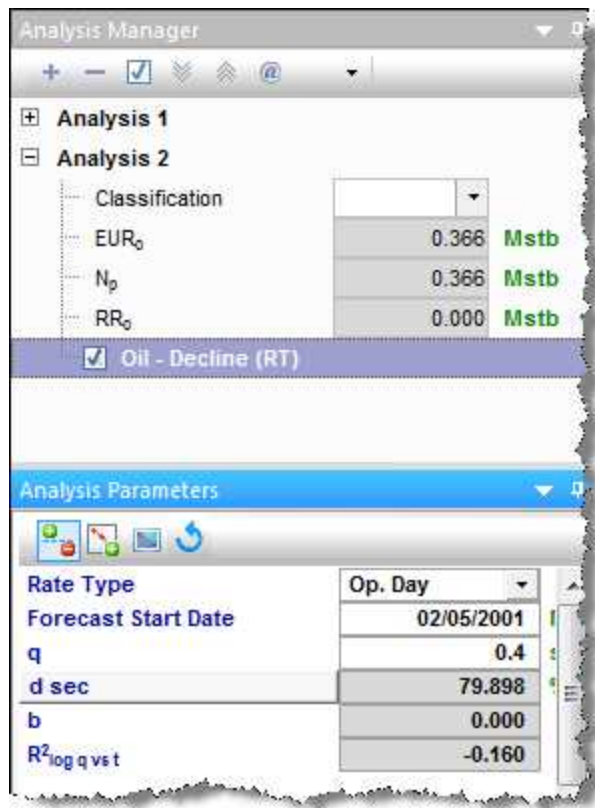 Analysis Manager
Analysis 1
Analysis 2
Classification
EURo 0.366 Mstb
Np 0.366 Mstb
RRo 0.000 Mstb
Oil - Decline (RT)
Analysis Parameters
Rate Type Op. Day
Forecast Start Date 02/05/2001
q 0.4
d sec 79.898
b 0.000
R²log q vs t -0.160